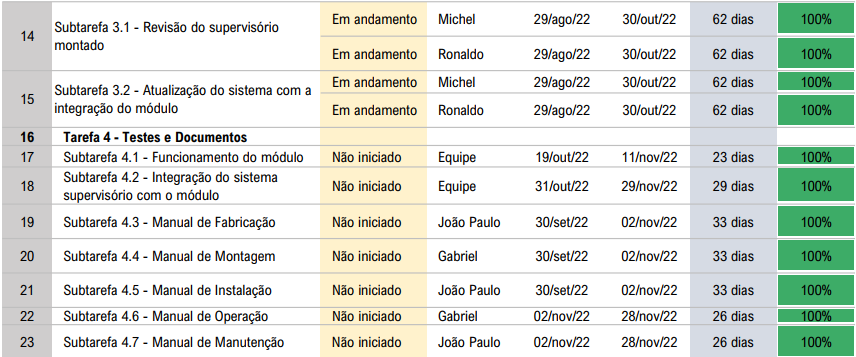 14 Subtarefa 3.1 - Revisão do supervisório montado Em andamento Michel 29/ago/22 30/out/22 62 dias 100%
Em andamento Ronaldo 29/ago/22 30/out/22 62 dias 100%
15 Subtarefa 3.2 - Atualização do sistema com a integração do módulo Em andamento Michel 29/ago/22 30/out/22 62 dias 100%
Em andamento Ronaldo 29/ago/22 30/out/22 62 dias 100%
16 Tarefa 4 - Testes e Documentos
17 Subtarefa 4.1 - Funcionamento do módulo Não iniciado Equipe 19/out/22 11/nov/22 23 dias 100%
18 Subtarefa 4.2 - Integração do sistema supervisório com o módulo Não iniciado Equipe 31/out/22 29/nov/22 29 dias 100%
19 Subtarefa 4.3 - Manual de Fabricação Não iniciado João Paulo 30/set/22 02/nov/22 33 dias 100%
20 Subtarefa 4.4 - Manual de Montagem Não iniciado Gabriel 30/set/22 02/nov/22 33 dias 100%
21 Subtarefa 4.5 - Manual de Instalação Não iniciado João Paulo 30/set/22 02/nov/22 33 dias 100%
22 Subtarefa 4.6 - Manual de Operação Não iniciado Gabriel 02/nov/22 28/nov/22 26 dias 100%
23 Subtarefa 4.7 - Manual de Manutenção Não iniciado João Paulo 02/nov/22 28/nov/22 26 dias 100%